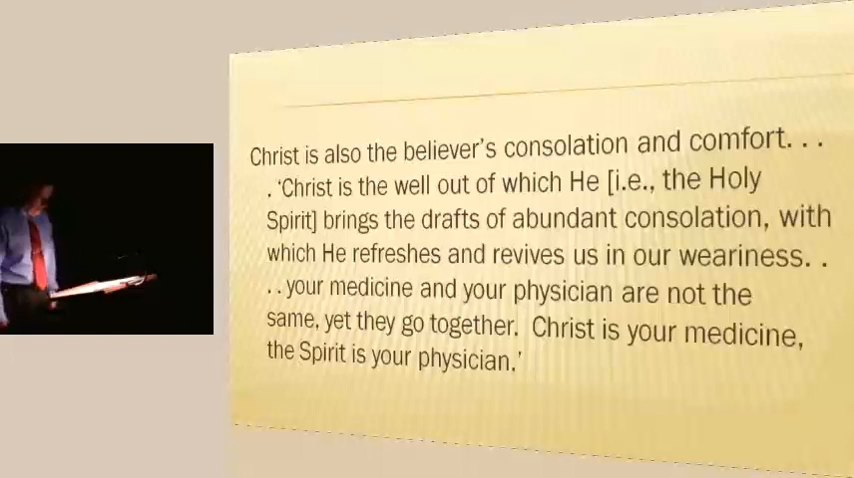 Christ is also the believer's consolation and comfort. . .
. 'Christ is the well out of which He [i.e., the Holy
Spirit] brings the drafts of abundant consolation, with
which He refreshes and revives us in our weariness. .
. . your medicine and your physician are not the
same, yet they go together. Christ is your medicine,
the Spirit is your physician.'